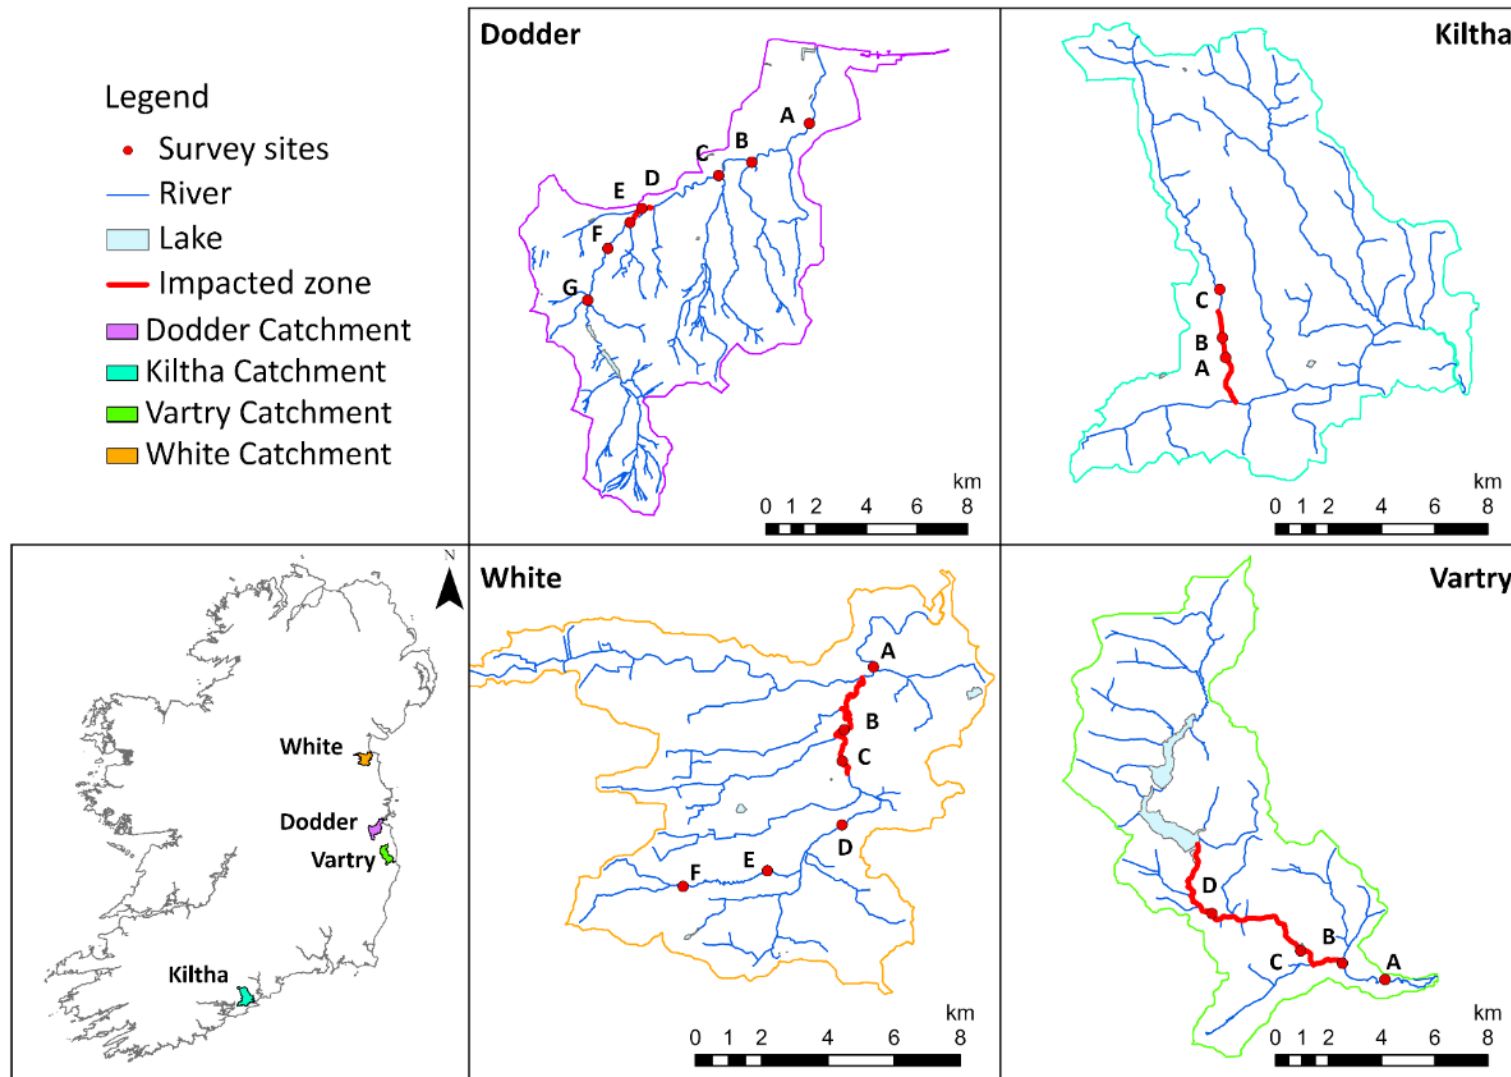 Legend
Survey sites
River
Lake
Impacted zone
Dodder Catchment
Kiltha Catchment
Vartry Catchment
White Catchment
Dodder
A
B
C
D
E
F
G
km
0 1 2 4 6 8
Kiltha
C
B
A
km
0 1 2 4 6 8
N
White
Dodder
Vartry
Kiltha
White
A
B
C
D
E
F
km
0 1 2 4 6 8
Vartry
D
B
C
A
km
0 1 2 4 6 8